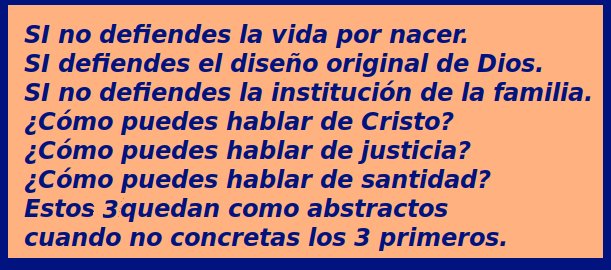 SI no defiendes la vida por nacer.
SI defiendes el diseño original de Dios.
SI no defiendes la institución de la familia.
¿Cómo puedes hablar de Cristo?
¿Cómo puedes hablar de justicia?
¿Cómo puedes hablar de santidad?
Estos 3 quedan como abstractos
cuando no concretas los 3 primeros.